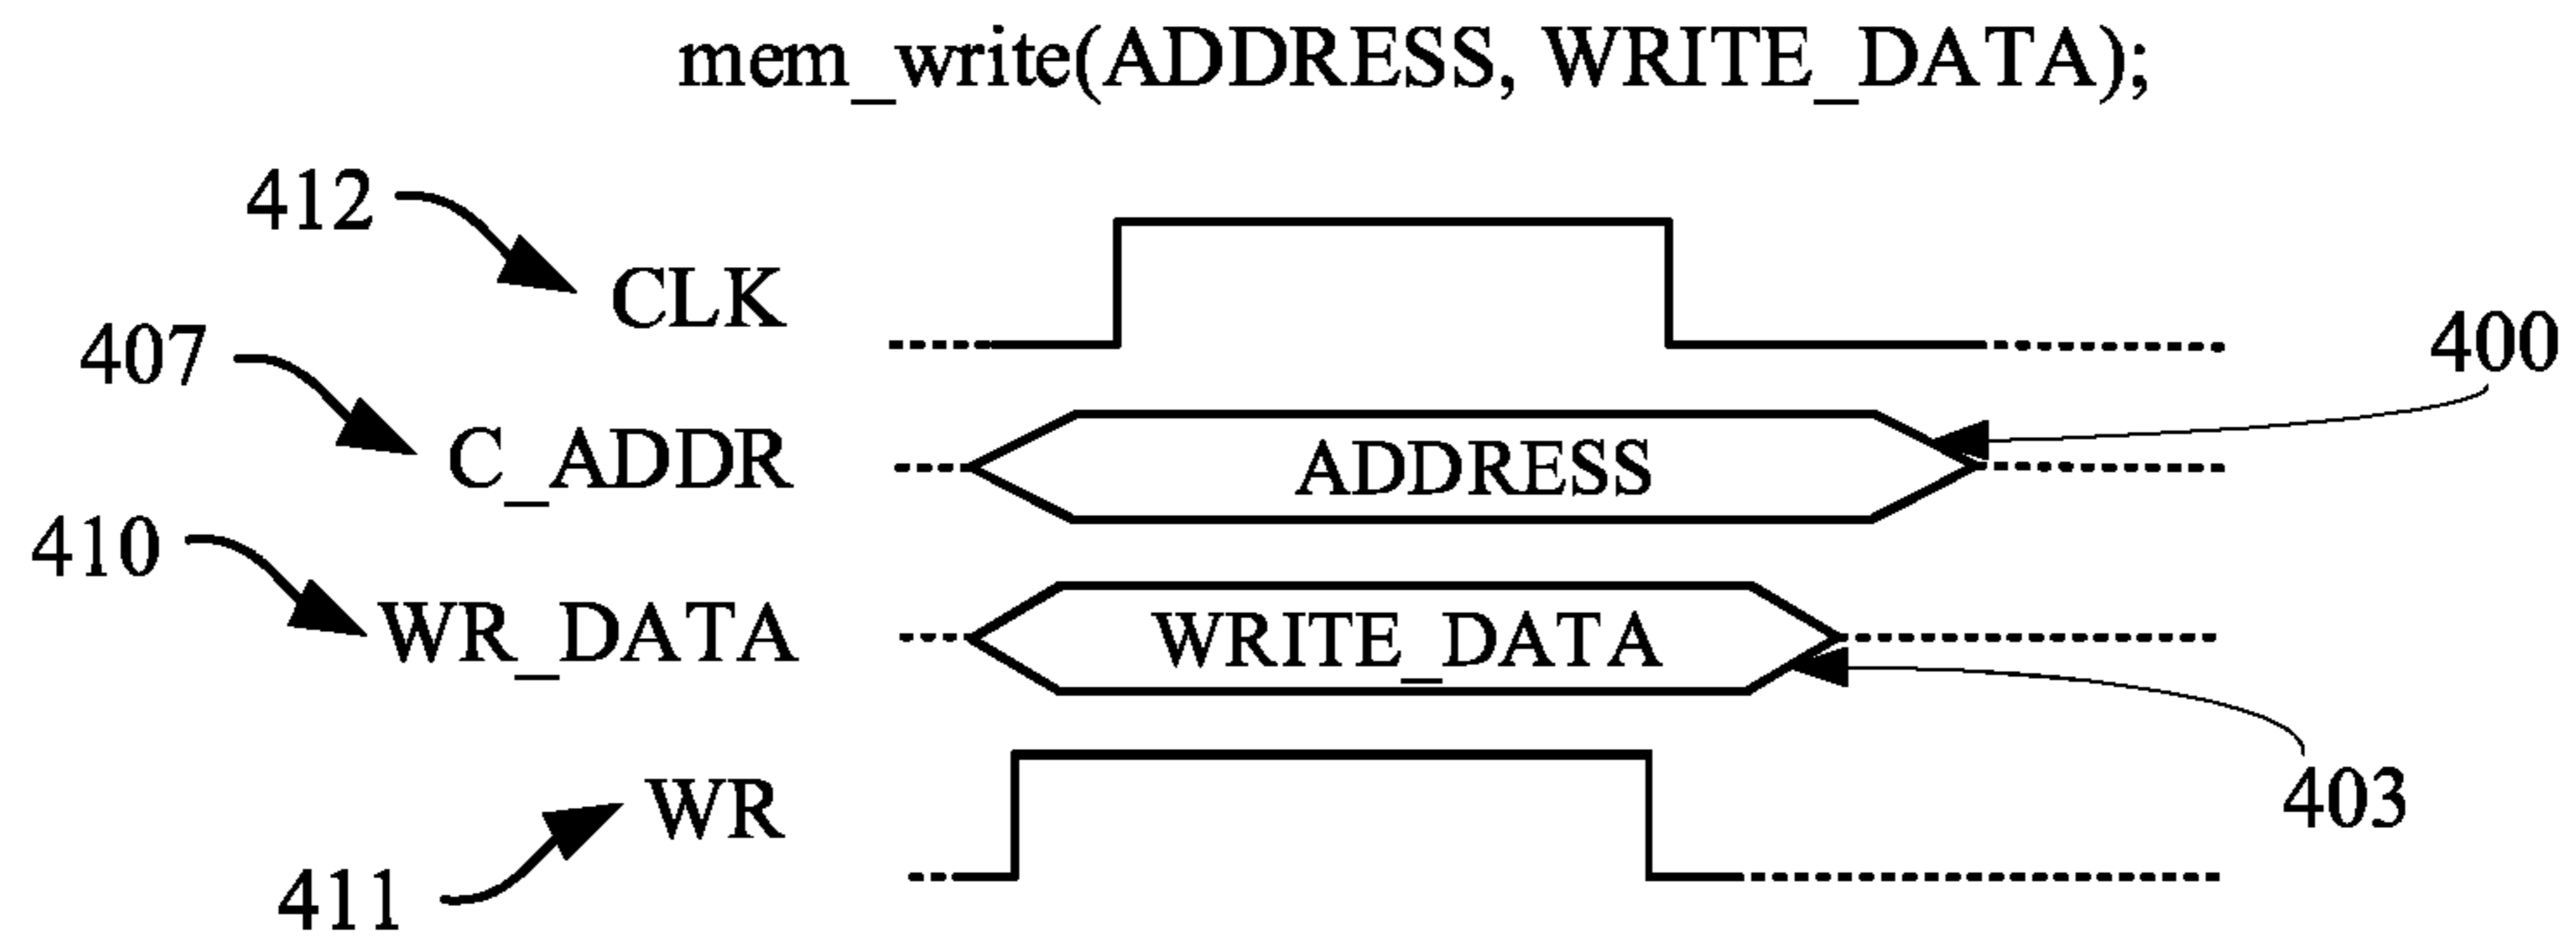 mem_write(ADDRESS, WRITE_DATA);
412
CLK
407
400
C_ADDR
ADDRESS
410
WR_DATA
WRITE_DATA
WR
403
411